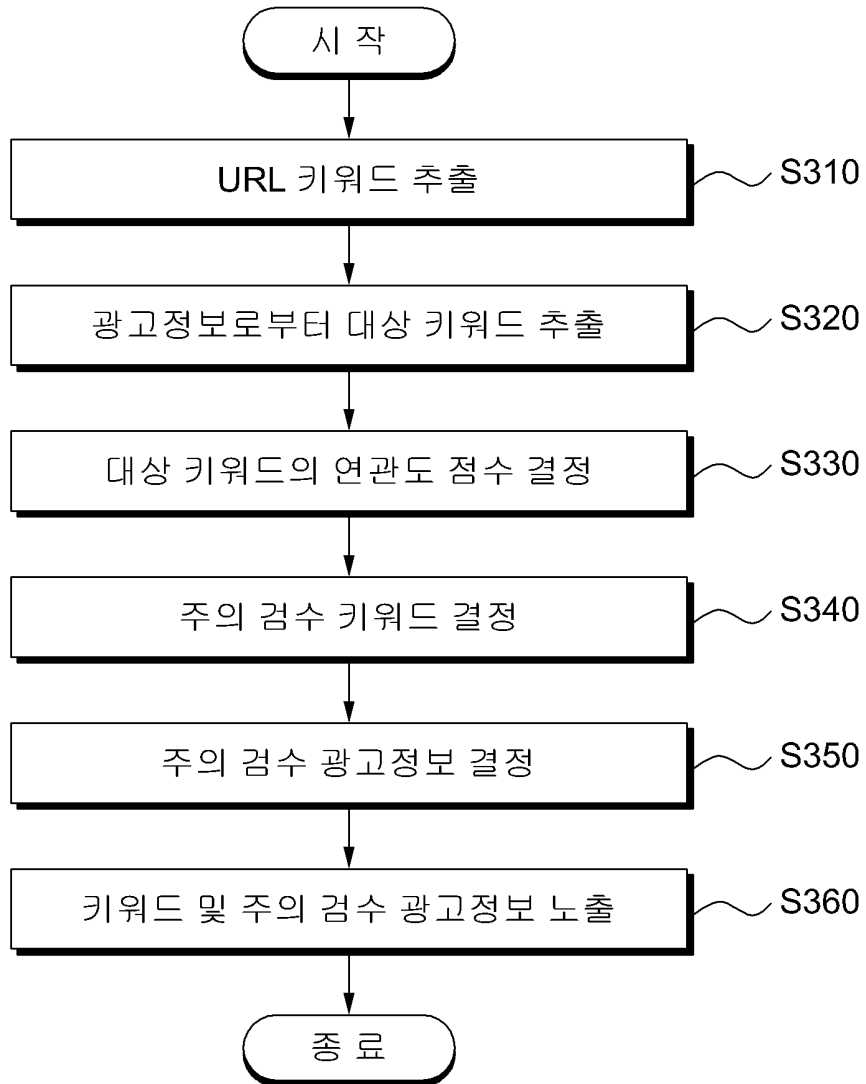 시 작
URL 키워드 추출
S310
광고정보로부터 대상 키워드 추출
S320
대상 키워드의 연관도 점수 결정
S330
주의 검수 키워드 결정
S340
주의 검수 광고정보 결정
S350
키워드 및 주의 검수 광고정보 노출
S360
종 료